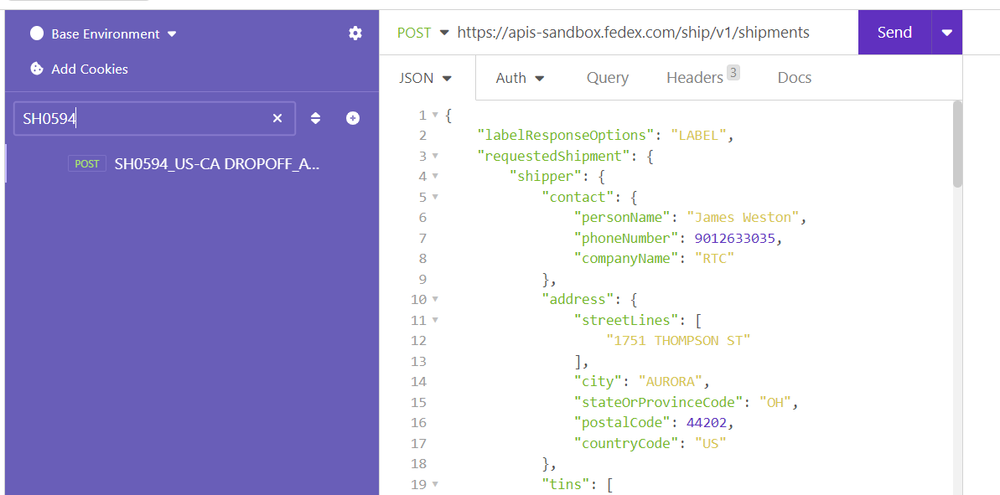 Base Environment
Add Cookies
SH0594
POST SH0594_US-CA DROPOFF_A...
POST https://apis-sandbox.fedex.com/ship/v1/shipments Send
JSON Auth Query Headers 3 Docs
1 {
2 "labelResponseOptions": "LABEL",
3 "requestedShipment": {
4 "shipper": {
5 "contact": {
6 "personName": "James Weston",
7 "phoneNumber": 9012633035,
8 "companyName": "RTC"
9 },
10 "address": {
11 "streetLines": [
12 "1751 THOMPSON ST"
13 ],
14 "city": "AURORA",
15 "stateOrProvinceCode": "OH",
16 "postalCode": 44202,
17 "countryCode": "US"
18 },
19 "tins": [